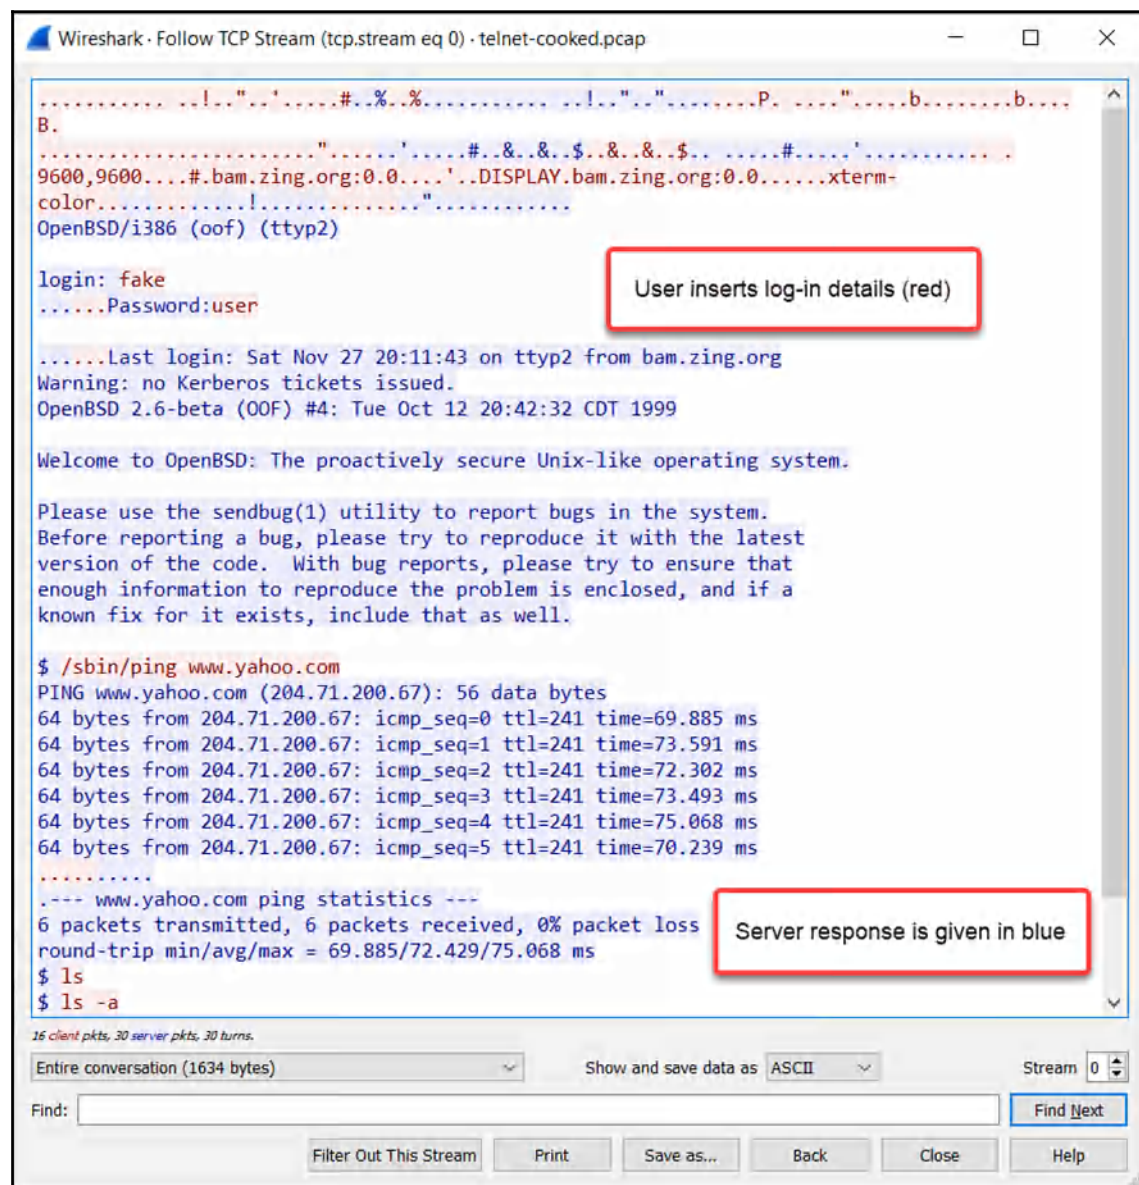 Wireshark · Follow TCP Stream (tcp.stream eq 0) · telnet-cooked.pcap
........... ..!.."..'.....#..%..%........... ..!..".."........P. ....".....b........b....
B.
........................."......'.....#..&..&..$..&..&..$.. .....#.....'........... .
9600,9600....#.bam.zing.org:0.0....'..DISPLAY.bam.zing.org:0.0......xterm-
color.............!.............."............
OpenBSD/i386 (oof) (ttyp2)
login: fake
User inserts log-in details (red)
......Password:user
......Last login: Sat Nov 27 20:11:43 on ttyp2 from bam.zing.org
Warning: no Kerberos tickets issued.
OpenBSD 2.6-beta (OOF) #4: Tue Oct 12 20:42:32 CDT 1999
Welcome to OpenBSD: The proactively secure Unix-like operating system.
Please use the sendbug(1) utility to report bugs in the system.
Before reporting a bug, please try to reproduce it with the latest
version of the code.  With bug reports, please try to ensure that
enough information to reproduce the problem is enclosed, and if a
known fix for it exists, include that as well.
$ /sbin/ping www.yahoo.com
PING www.yahoo.com (204.71.200.67): 56 data bytes
64 bytes from 204.71.200.67: icmp_seq=0 ttl=241 time=69.885 ms
64 bytes from 204.71.200.67: icmp_seq=1 ttl=241 time=73.591 ms
64 bytes from 204.71.200.67: icmp_seq=2 ttl=241 time=72.302 ms
64 bytes from 204.71.200.67: icmp_seq=3 ttl=241 time=73.493 ms
64 bytes from 204.71.200.67: icmp_seq=4 ttl=241 time=75.068 ms
64 bytes from 204.71.200.67: icmp_seq=5 ttl=241 time=70.239 ms
..........
.--- www.yahoo.com ping statistics ---
6 packets transmitted, 6 packets received, 0% packet loss
Server response is given in blue
round-trip min/avg/max = 69.885/72.429/75.068 ms
$ ls
$ ls -a
16 client pkts, 30 server pkts, 30 turns.
Entire conversation (1634 bytes) Show and save data as ASCII Stream 0
Find: Find Next
Filter Out This Stream Print Save as... Back Close Help